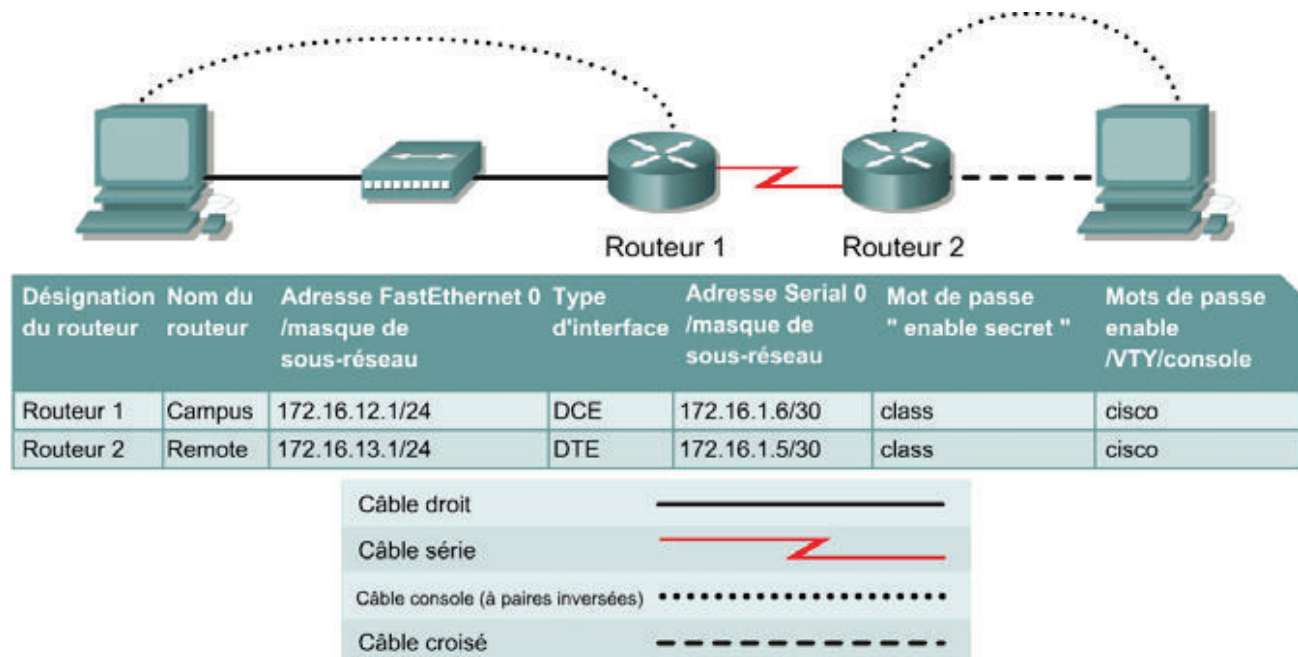 Routeur 1 Routeur 2
Désignation du routeur Nom du routeur Adresse FastEthernet 0 /masque de sous-réseau Type d'interface Adresse Serial 0 /masque de sous-réseau Mot de passe " enable secret " Mots de passe enable /VTY/console
Routeur 1 Campus 172.16.12.1/24 DCE 172.16.1.6/30 class cisco
Routeur 2 Remote 172.16.13.1/24 DTE 172.16.1.5/30 class cisco
Câble droit
Câble série
Câble console (à paires inversées)
Câble croisé